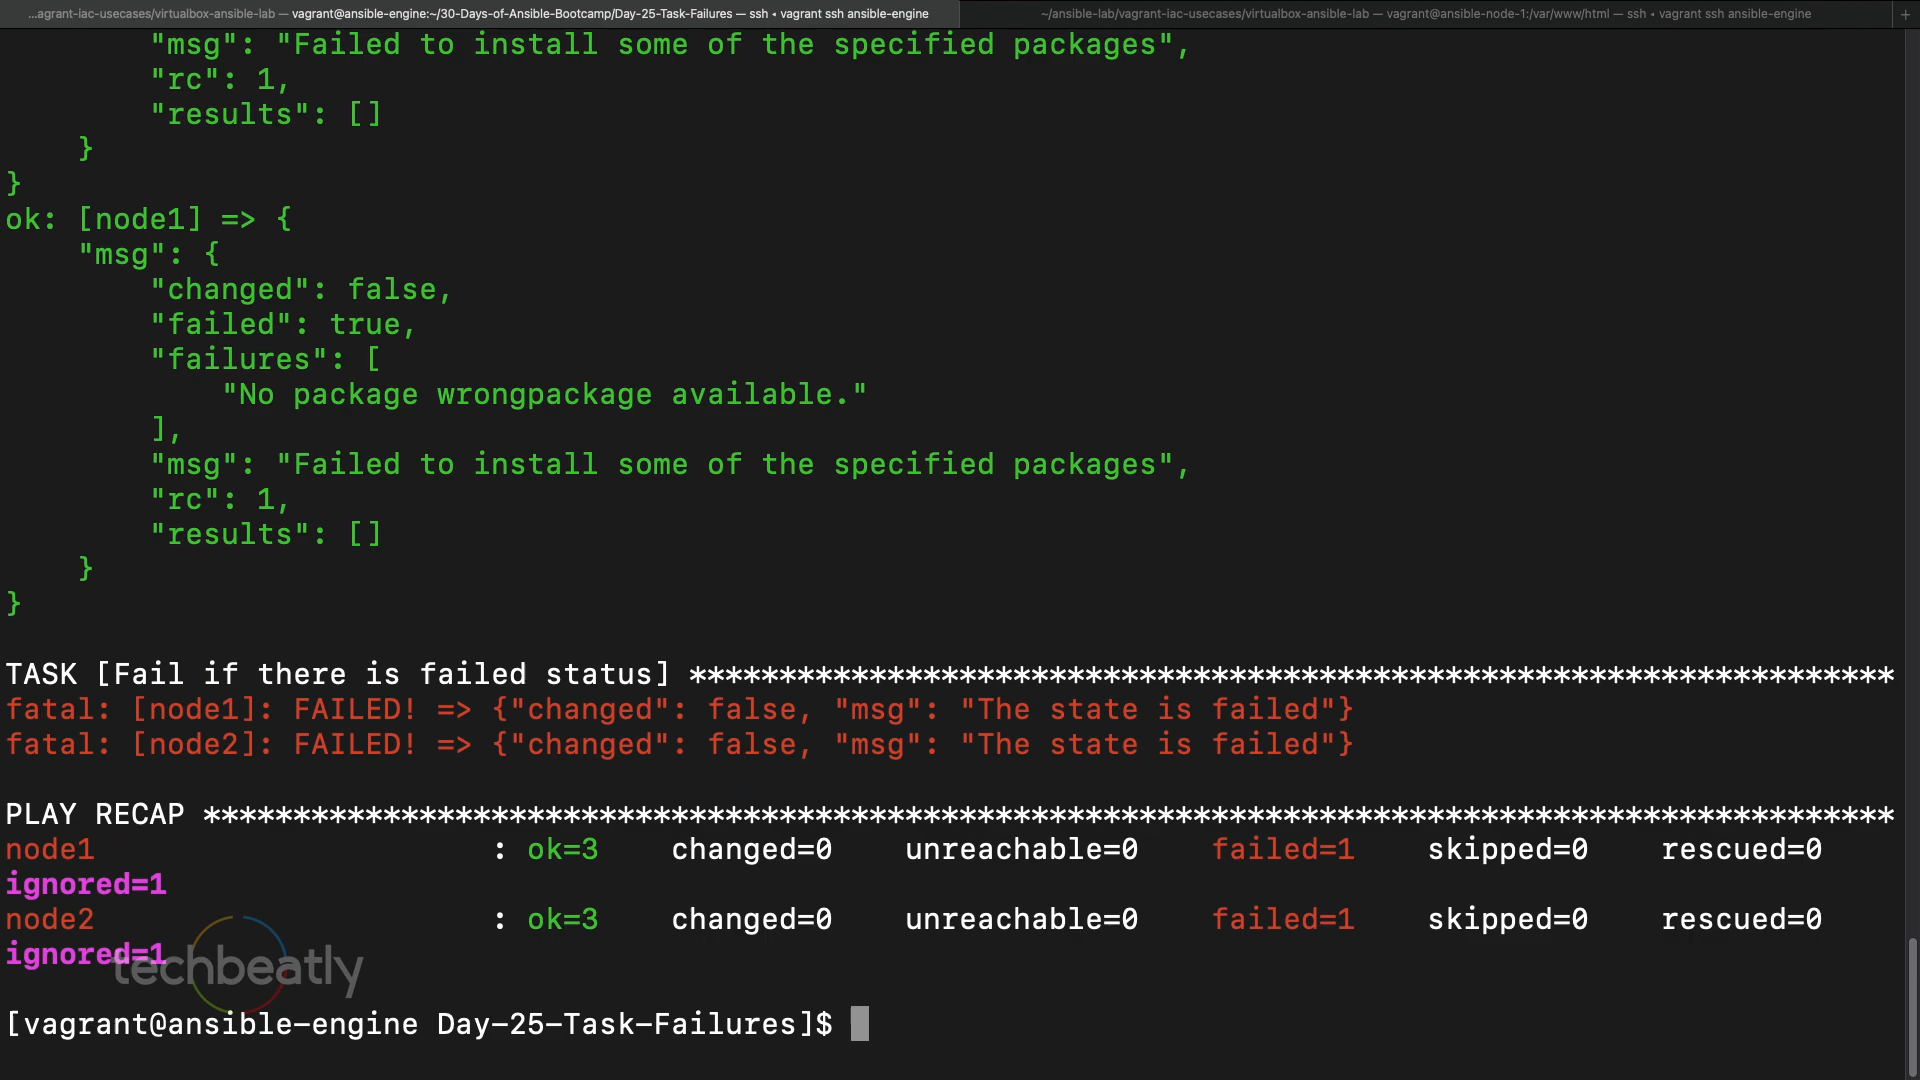 ...agrant-iac-usecases/virtualbox-ansible-lab — vagrant@ansible-engine:~/30-Days-of-Ansible-Bootcamp/Day-25-Task-Failures — ssh ◂ vagrant ssh ansible-engine
~/ansible-lab/vagrant-iac-usecases/virtualbox-ansible-lab — vagrant@ansible-node-1:/var/www/html — ssh ◂ vagrant ssh ansible-engine
+
        "msg": "Failed to install some of the specified packages",
        "rc": 1,
        "results": []
    }
}
ok: [node1] => {
    "msg": {
        "changed": false,
        "failed": true,
        "failures": [
            "No package wrongpackage available."
        ],
        "msg": "Failed to install some of the specified packages",
        "rc": 1,
        "results": []
    }
}
TASK [Fail if there is failed status] *******************************************************************
fatal: [node1]: FAILED! => {"changed": false, "msg": "The state is failed"}
fatal: [node2]: FAILED! => {"changed": false, "msg": "The state is failed"}
PLAY RECAP **********************************************************************************************
node1                      : ok=3    changed=0    unreachable=0    failed=1    skipped=0    rescued=0
ignored=1
node2                      : ok=3    changed=0    unreachable=0    failed=1    skipped=0    rescued=0
ignored=1
techbeatly
[vagrant@ansible-engine Day-25-Task-Failures]$